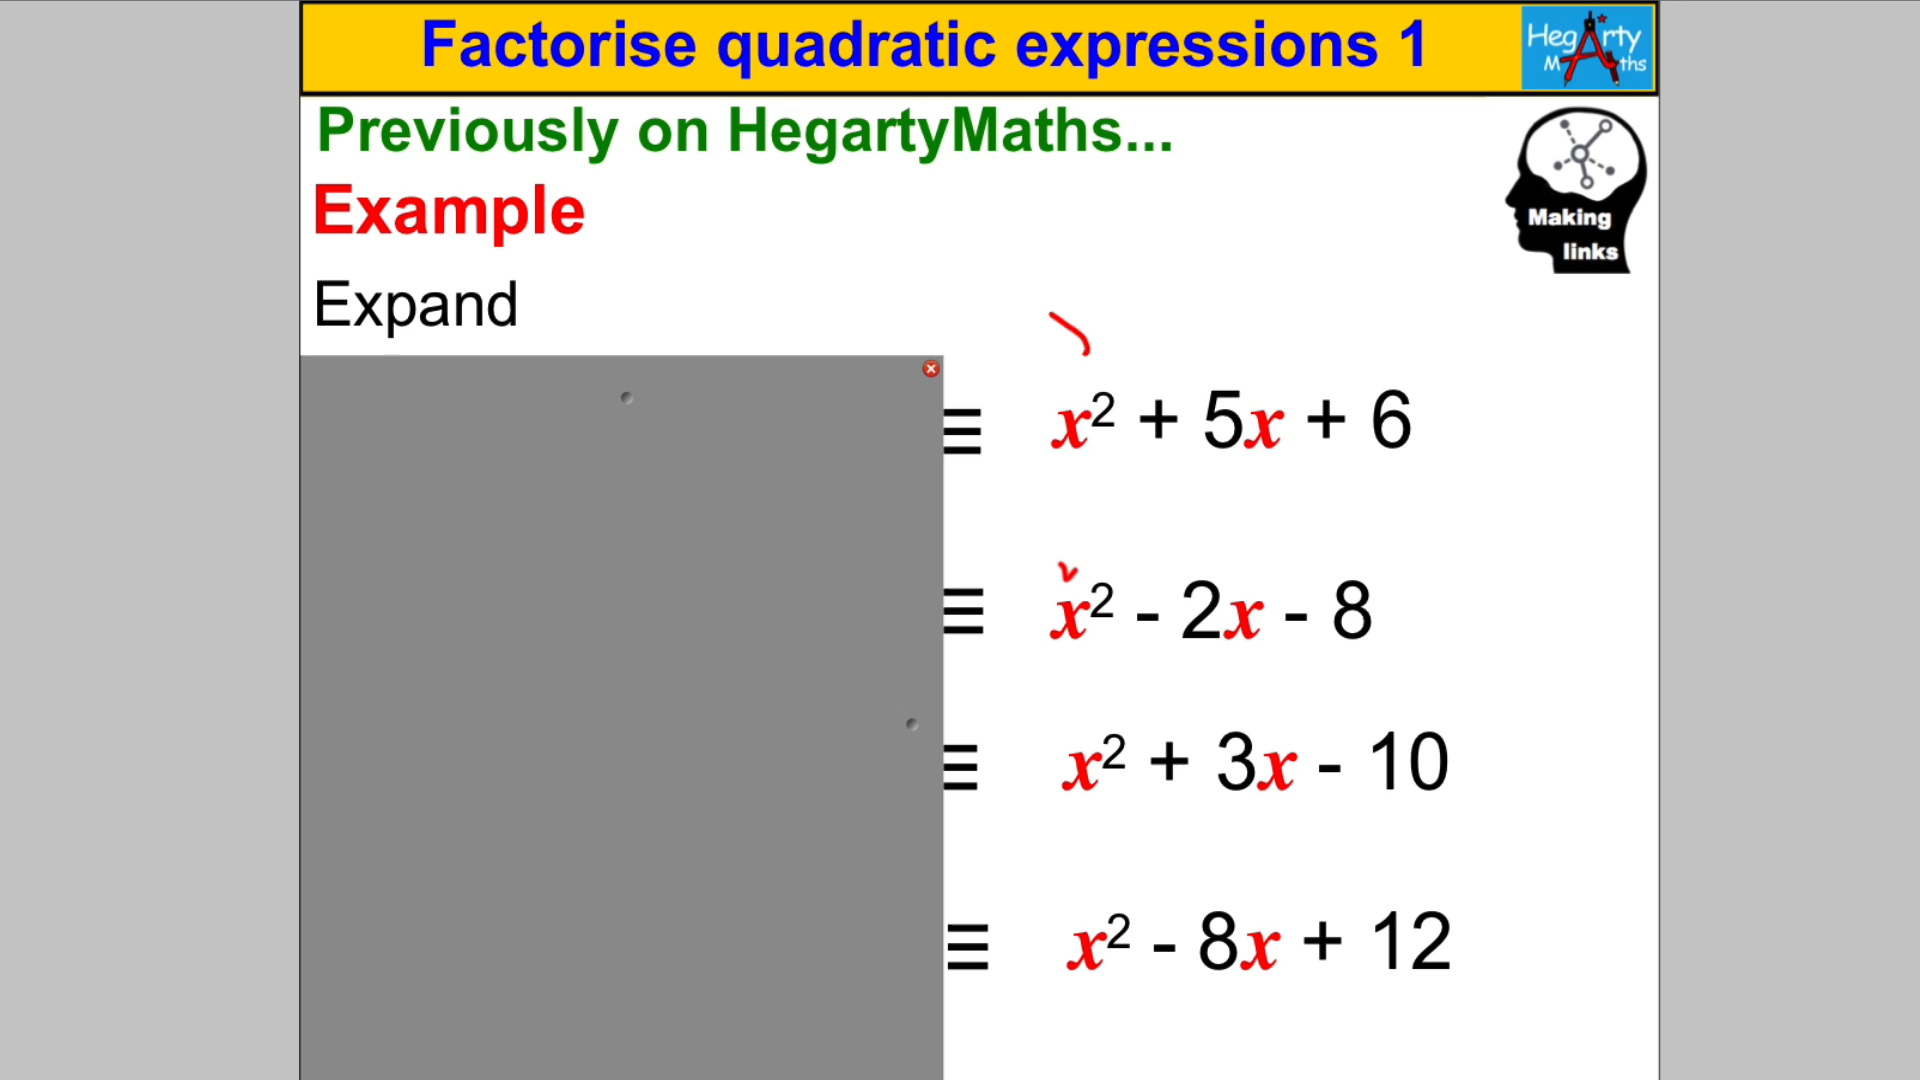 Factorise quadratic expressions 1
Hegarty
Maths
Previously on HegartyMaths...
Example
Making
links
Expand
≡ x² + 5x + 6
≡ x² - 2x - 8
≡ x² + 3x - 10
≡ x² - 8x + 12